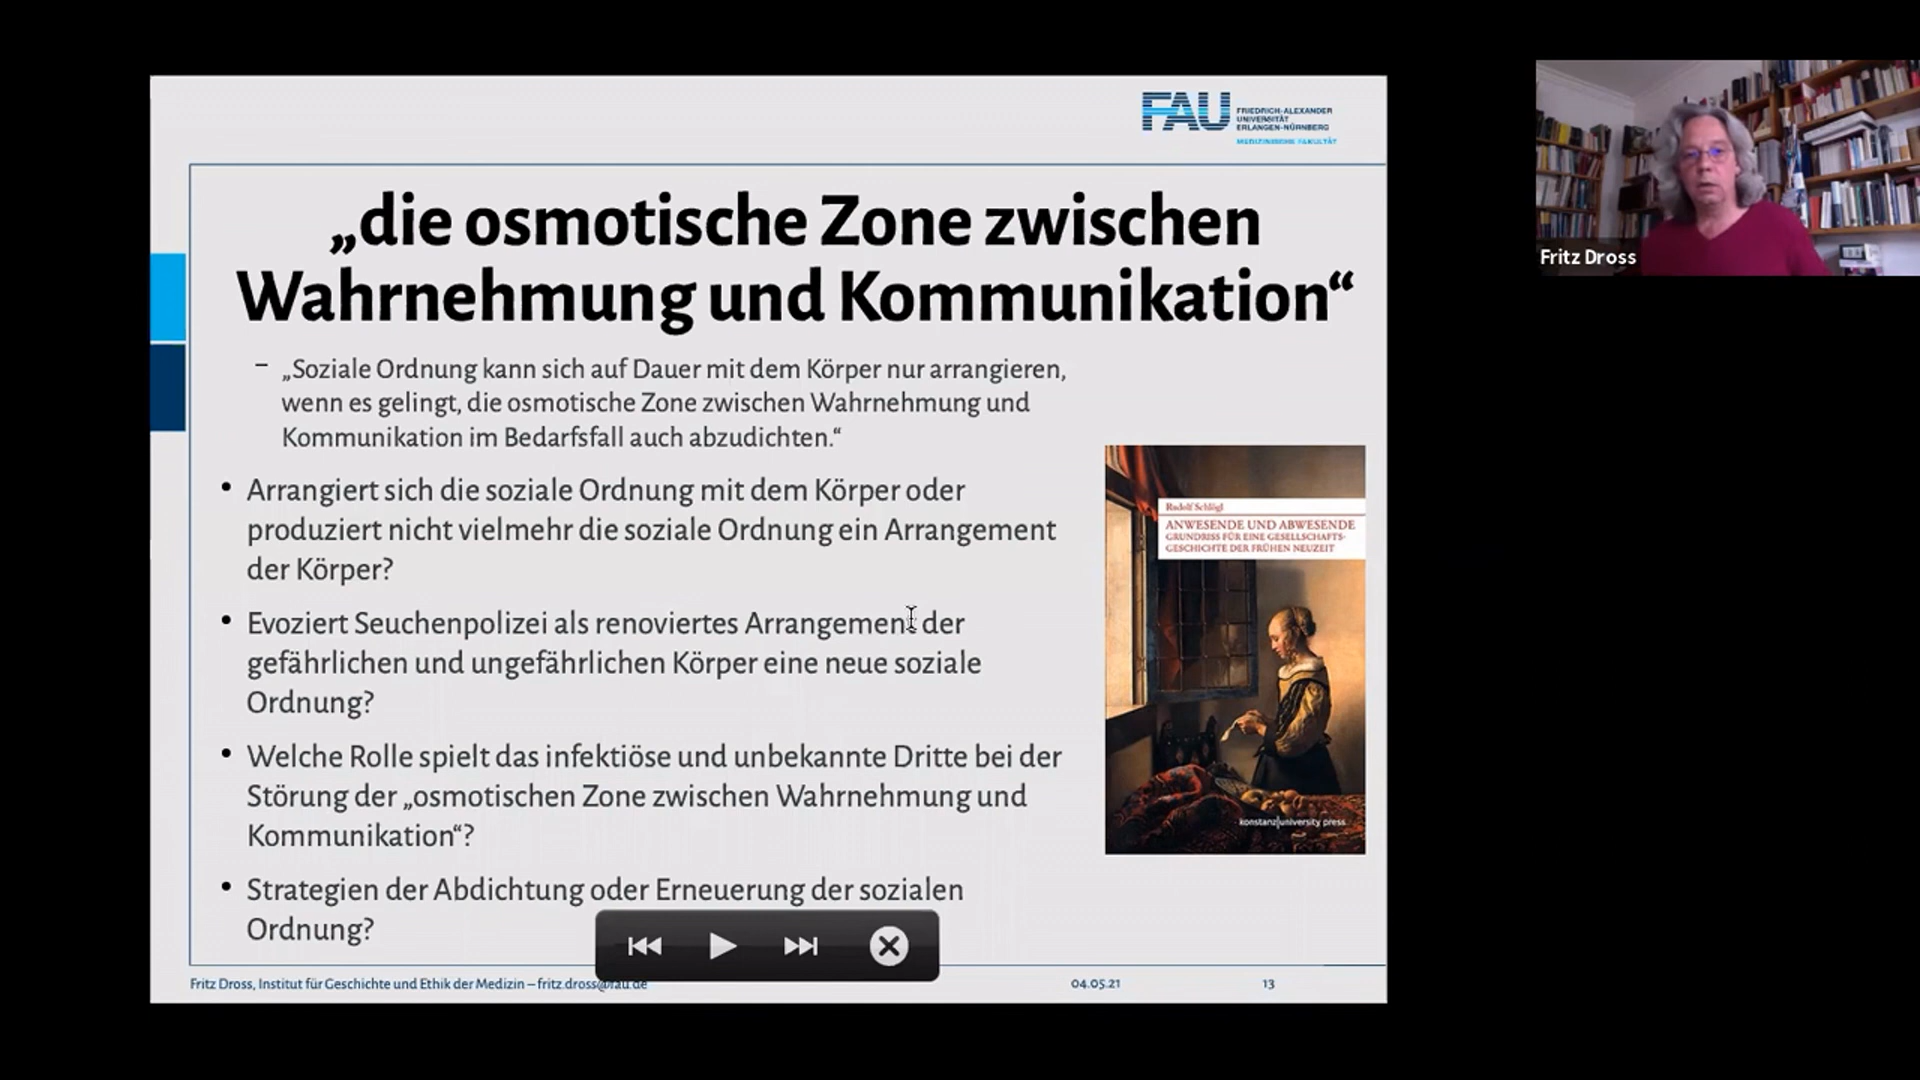 FAU
FRIEDRICH-ALEXANDER
UNIVERSITÄT
ERLANGEN-NÜRNBERG
MEDIZINISCHE FAKULTÄT
„die osmotische Zone zwischen
Wahrnehmung und Kommunikation“
– „Soziale Ordnung kann sich auf Dauer mit dem Körper nur arrangieren,
wenn es gelingt, die osmotische Zone zwischen Wahrnehmung und
Kommunikation im Bedarfsfall auch abzudichten.“
• Arrangiert sich die soziale Ordnung mit dem Körper oder
produziert nicht vielmehr die soziale Ordnung ein Arrangement
der Körper?
• Evoziert Seuchenpolizei als renoviertes Arrangement der
gefährlichen und ungefährlichen Körper eine neue soziale
Ordnung?
• Welche Rolle spielt das infektiöse und unbekannte Dritte bei der
Störung der „osmotischen Zone zwischen Wahrnehmung und
Kommunikation“?
• Strategien der Abdichtung oder Erneuerung der sozialen
Ordnung?
Rudolf Schlögl
ANWESENDE UND ABWESENDE
GRUNDRISS FÜR EINE GESELLSCHAFTS-
GESCHICHTE DER FRÜHEN NEUZEIT
konstanz|university press
Fritz Dross, Institut für Geschichte und Ethik der Medizin – fritz.dross@fau.de
04.05.21
13
Fritz Dross